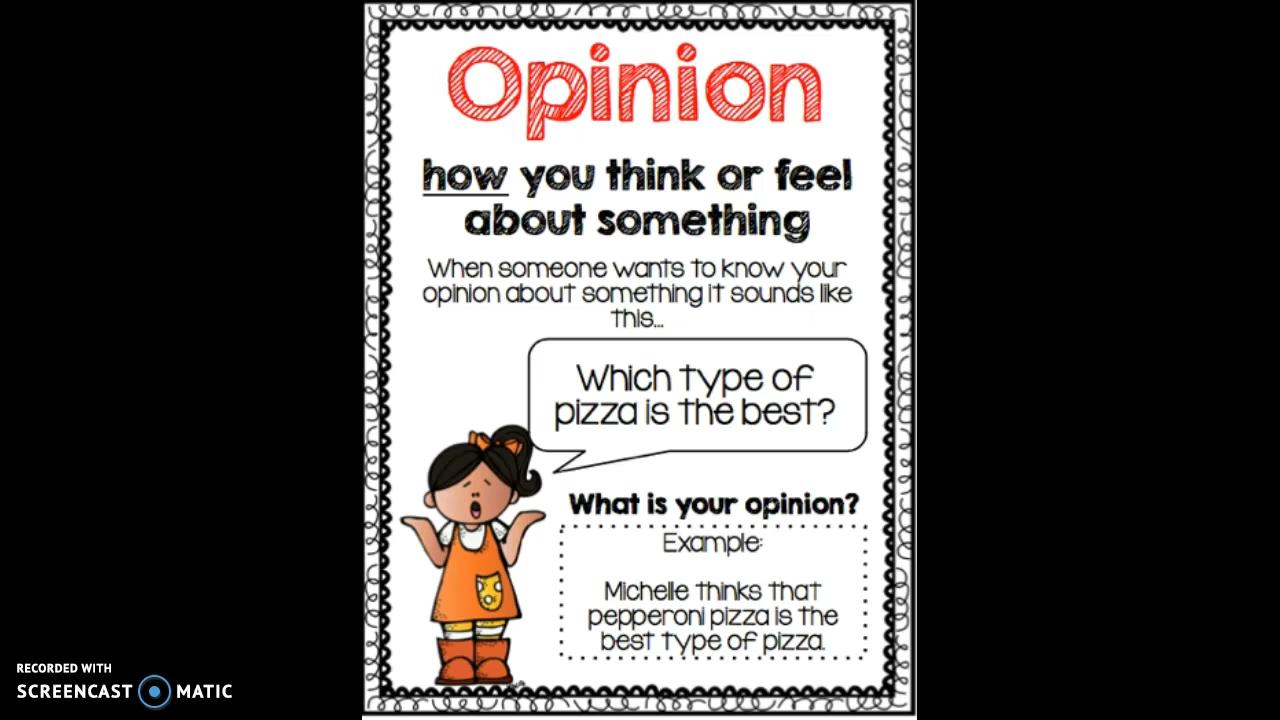 Opinion
how you think or feel
about something
When someone wants to know your
opinion about something it sounds like
this...
Which type of
pizza is the best?
What is your opinion?
Example:
Michelle thinks that
pepperoni pizza is the
best type of pizza.
RECORDED WITH
SCREENCAST MATIC